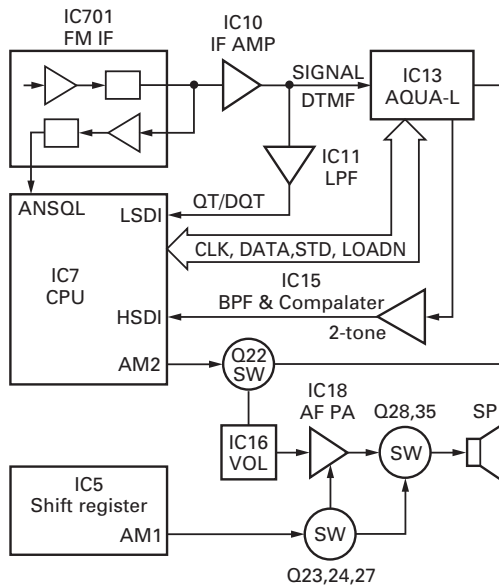 IC701
FM IF
IC10
IF AMP
SIGNAL
DTMF
IC13
AQUA-L
IC11
LPF
ANSQL
LSDI
QT/DQT
CLK, DATA,STD, LOADN
IC7
CPU
IC15
BPF & Compalater
HSDI
2-tone
AM2
Q22
SW
IC18
AF PA
Q28,35
SP
IC16
VOL
SW
IC5
Shift register
AM1
SW
Q23,24,27